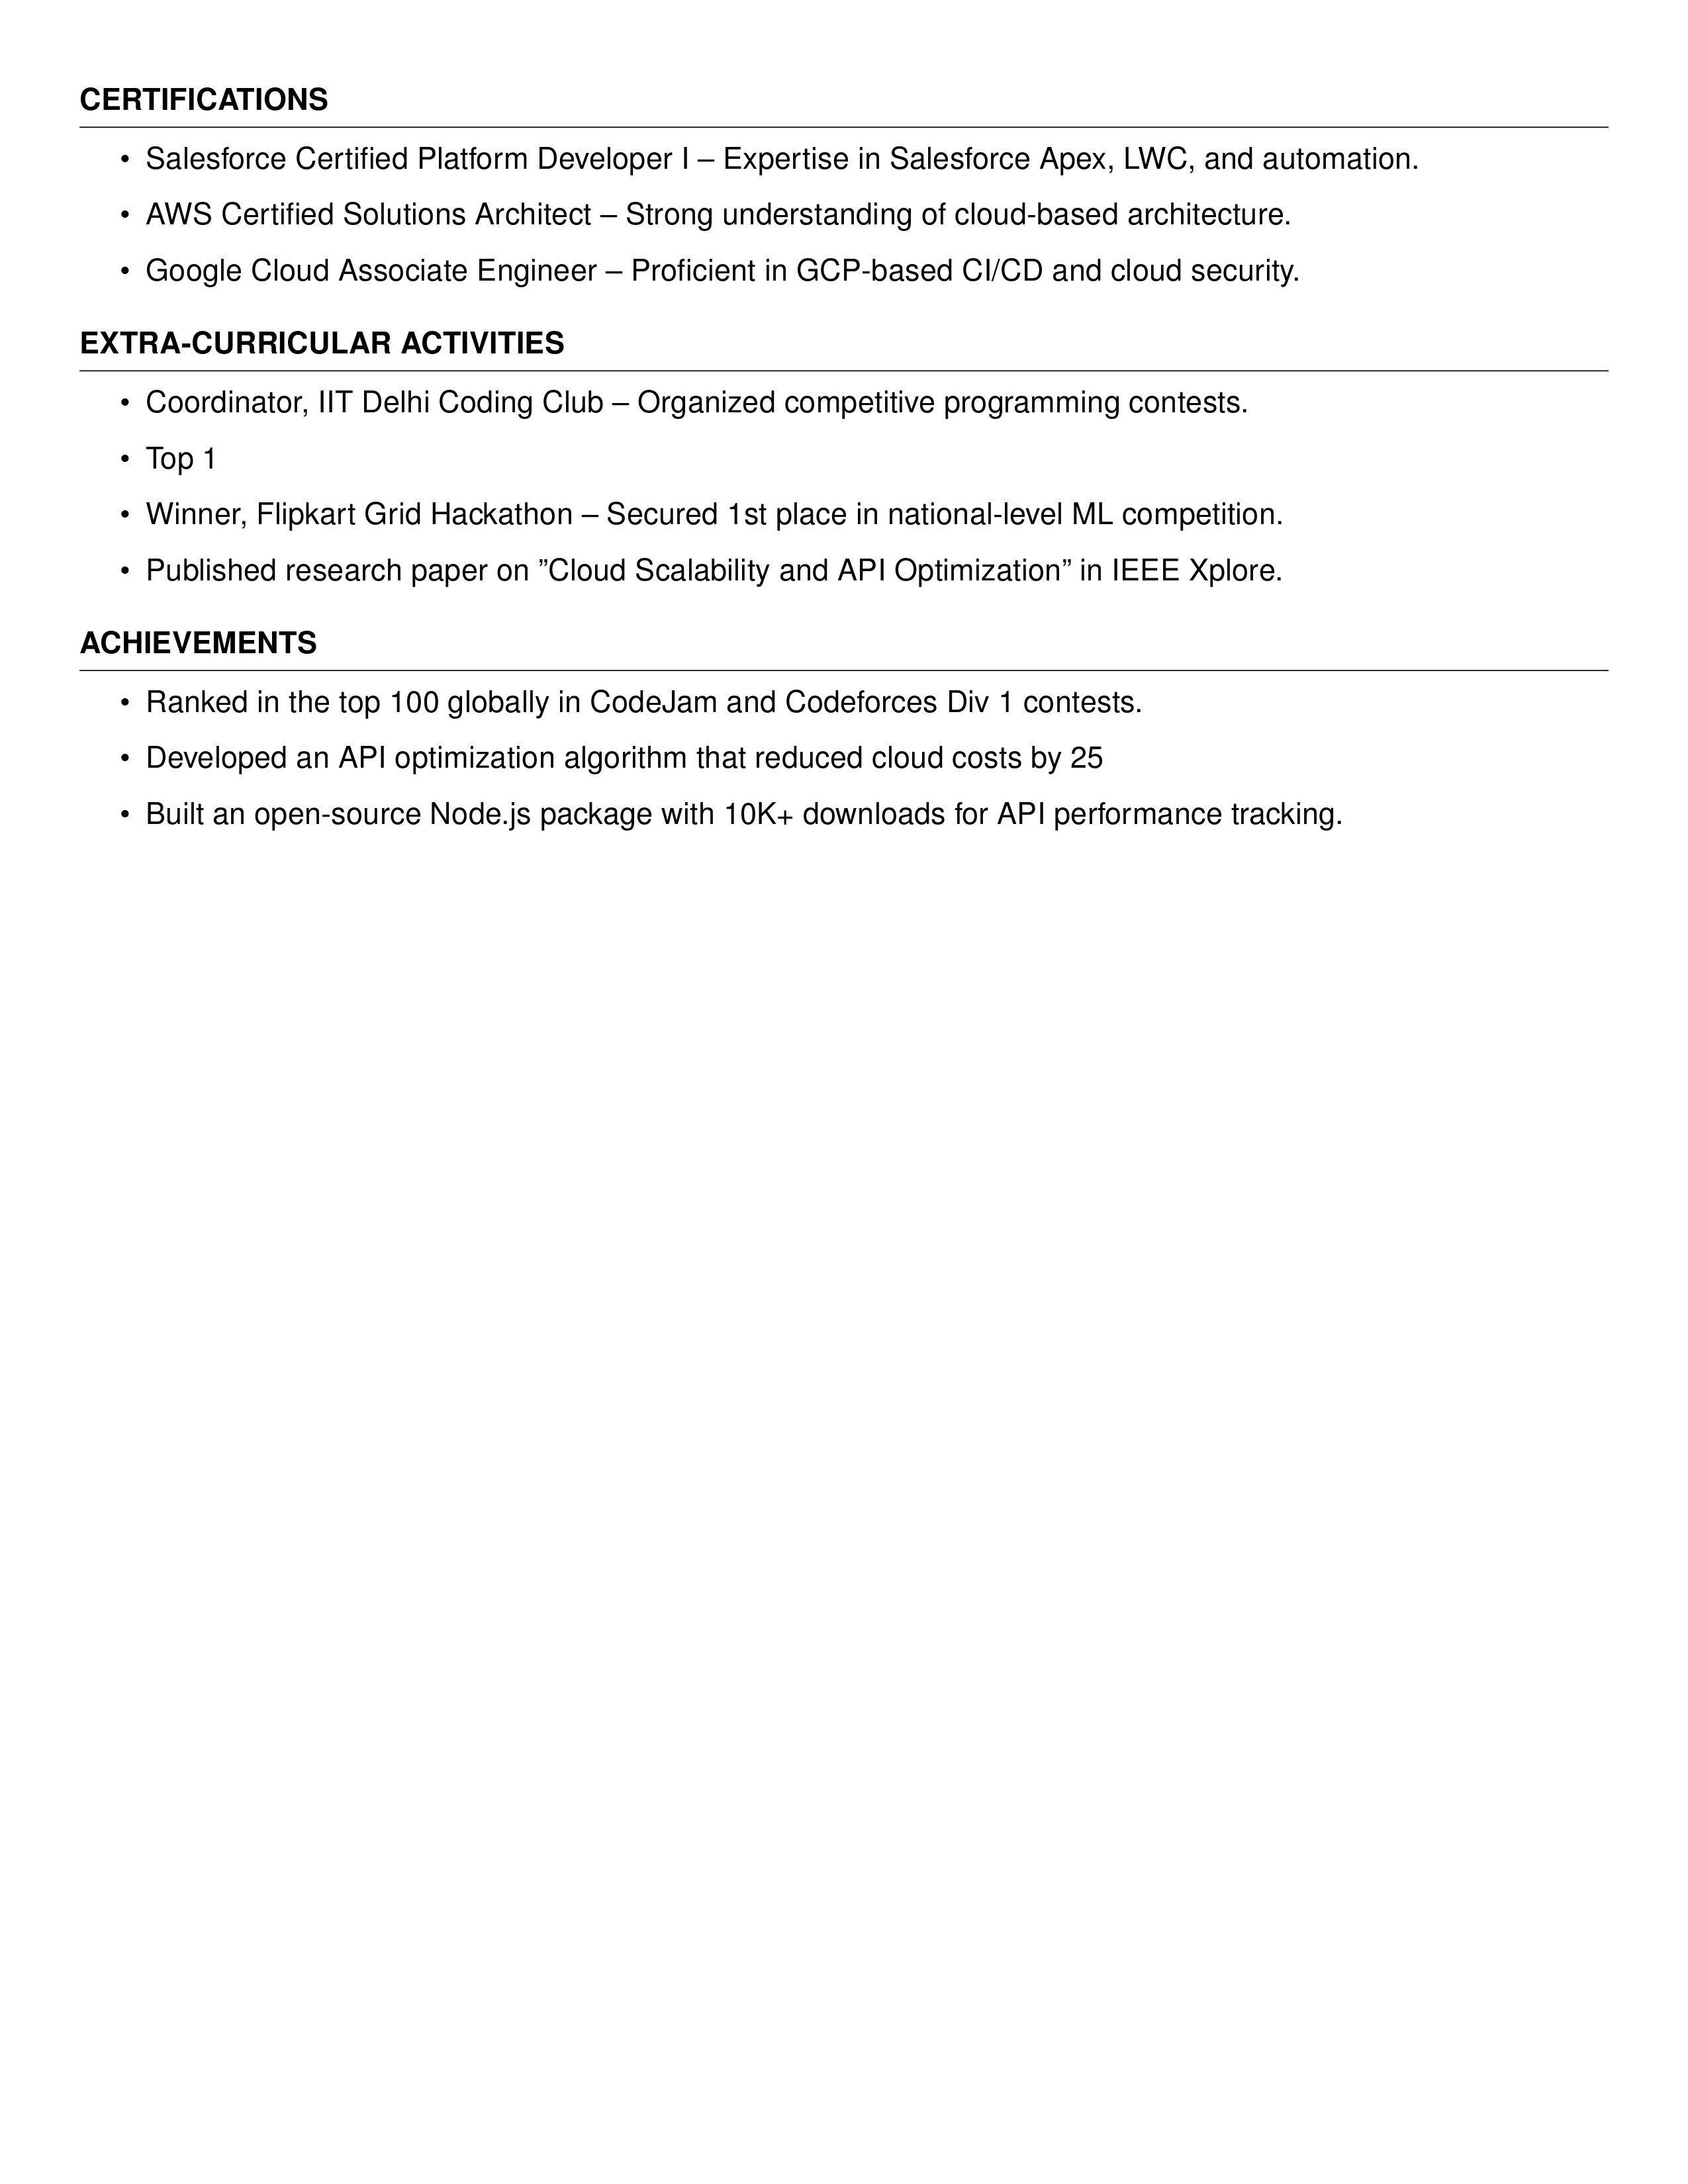 CERTIFICATIONS
• Salesforce Certified Platform Developer I – Expertise in Salesforce Apex, LWC, and automation.
• AWS Certified Solutions Architect – Strong understanding of cloud-based architecture.
• Google Cloud Associate Engineer – Proficient in GCP-based CI/CD and cloud security.
EXTRA-CURRICULAR ACTIVITIES
• Coordinator, IIT Delhi Coding Club – Organized competitive programming contests.
• Top 1
• Winner, Flipkart Grid Hackathon – Secured 1st place in national-level ML competition.
• Published research paper on ”Cloud Scalability and API Optimization” in IEEE Xplore.
ACHIEVEMENTS
• Ranked in the top 100 globally in CodeJam and Codeforces Div 1 contests.
• Developed an API optimization algorithm that reduced cloud costs by 25
• Built an open-source Node.js package with 10K+ downloads for API performance tracking.